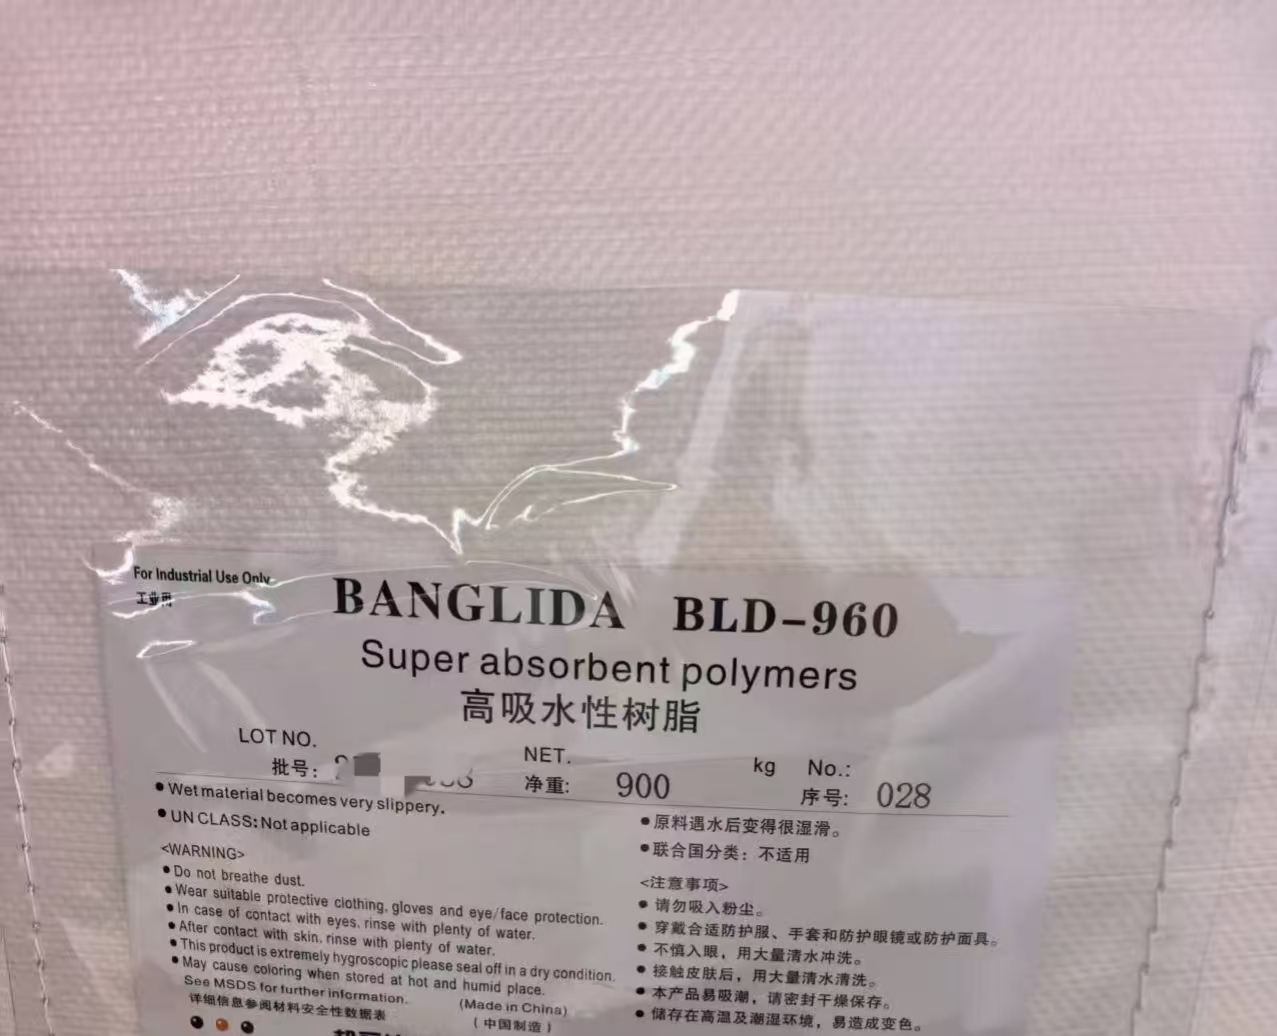 For Industrial Use Only
工业用
BANGLIDA BLD-960
Super absorbent polymers
高吸水性树脂
LOT NO. NET. kg No.:
批号: 净重: 900 序号: 028
• Wet material becomes very slippery.
• UN CLASS: Not applicable
<WARNING>
• Do not breathe dust.
• Wear suitable protective clothing, gloves and eye/face protection.
• In case of contact with eyes, rinse with plenty of water.
• After contact with skin, rinse with plenty of water.
• This product is extremely hygroscopic please seal off in a dry condition.
• May cause coloring when stored at hot and humid place.
See MSDS for further information.
详细信息参阅材料安全性数据表
• 原料遇水后变得很湿滑。
• 联合国分类：不适用
<注意事项>
• 请勿吸入粉尘。
• 穿戴合适防护服、手套和防护眼镜或防护面具。
• 不慎入眼，用大量清水冲洗。
• 接触皮肤后，用大量清水清洗。
• 本产品易吸潮，请密封干燥保存。
• 储存在高温及潮湿环境，易造成变色。
(Made in China)
(中国制造)